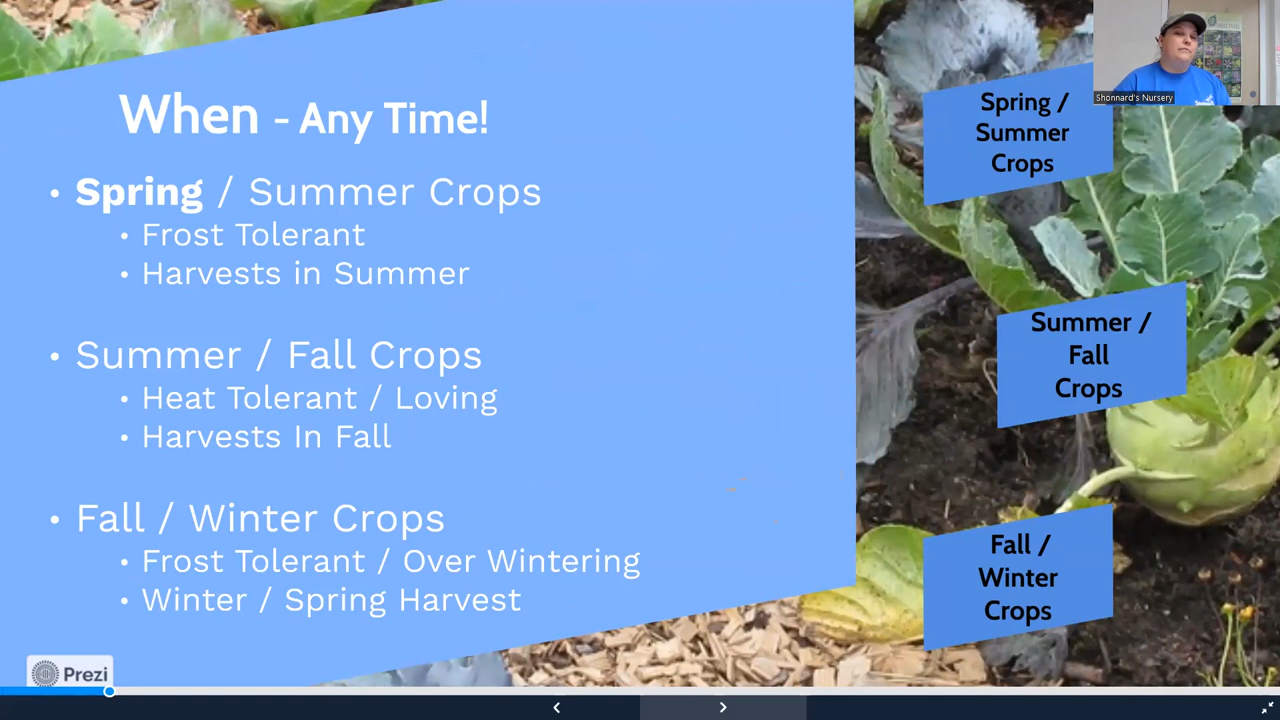 When - Any Time!
• Spring / Summer Crops
• Frost Tolerant
• Harvests in Summer
• Summer / Fall Crops
• Heat Tolerant / Loving
• Harvests In Fall
• Fall / Winter Crops
• Frost Tolerant / Over Wintering
• Winter / Spring Harvest
Spring /
Summer
Crops
Summer /
Fall
Crops
Fall /
Winter
Crops
Shonnard's Nursery
Prezi